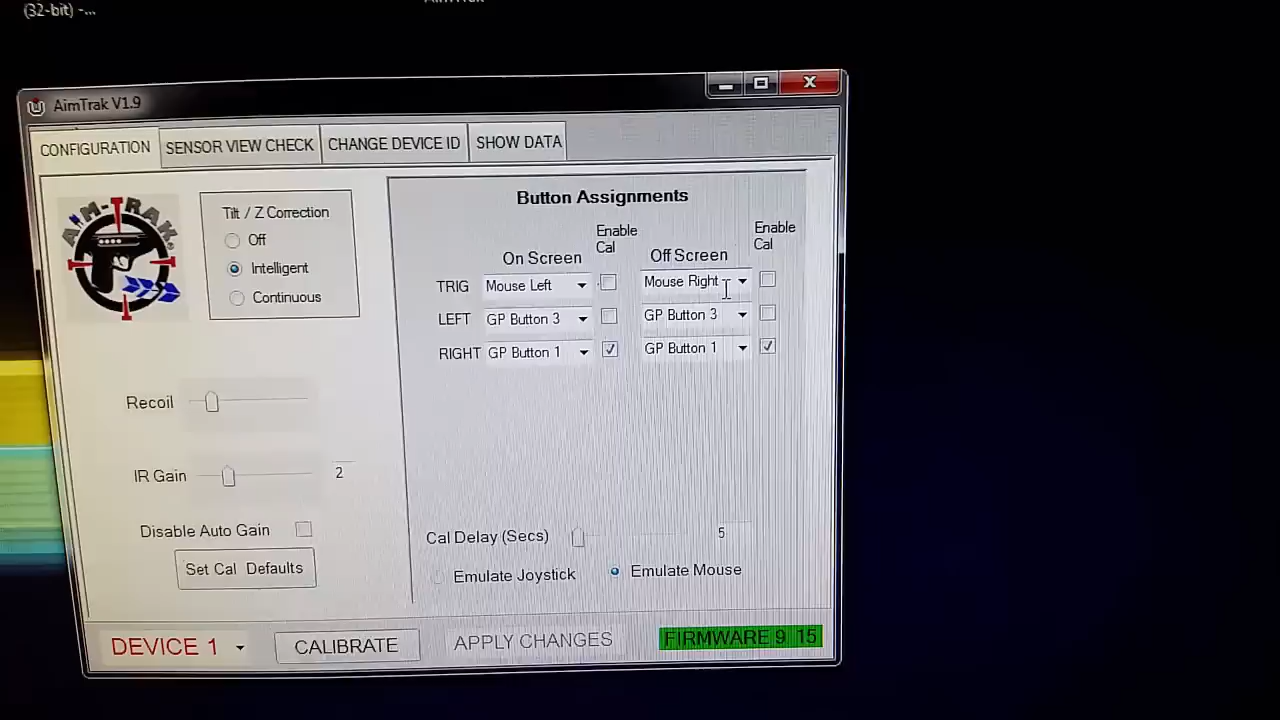 (32-bit) -...
AimTrak
AimTrak V1.9
CONFIGURATION
SENSOR VIEW CHECK
CHANGE DEVICE ID
SHOW DATA
AIM-TRAK
Tilt / Z Correction
Off
Intelligent
Continuous
Button Assignments
Enable
Cal
Enable
Cal
On Screen
Off Screen
TRIG Mouse Left Mouse Right
LEFT GP Button 3 GP Button 3
RIGHT GP Button 1 GP Button 1
Recoil
IR Gain 2
Disable Auto Gain
Set Cal Defaults
Cal Delay (Secs) 5
Emulate Joystick Emulate Mouse
DEVICE 1 CALIBRATE APPLY CHANGES FIRMWARE 9 15